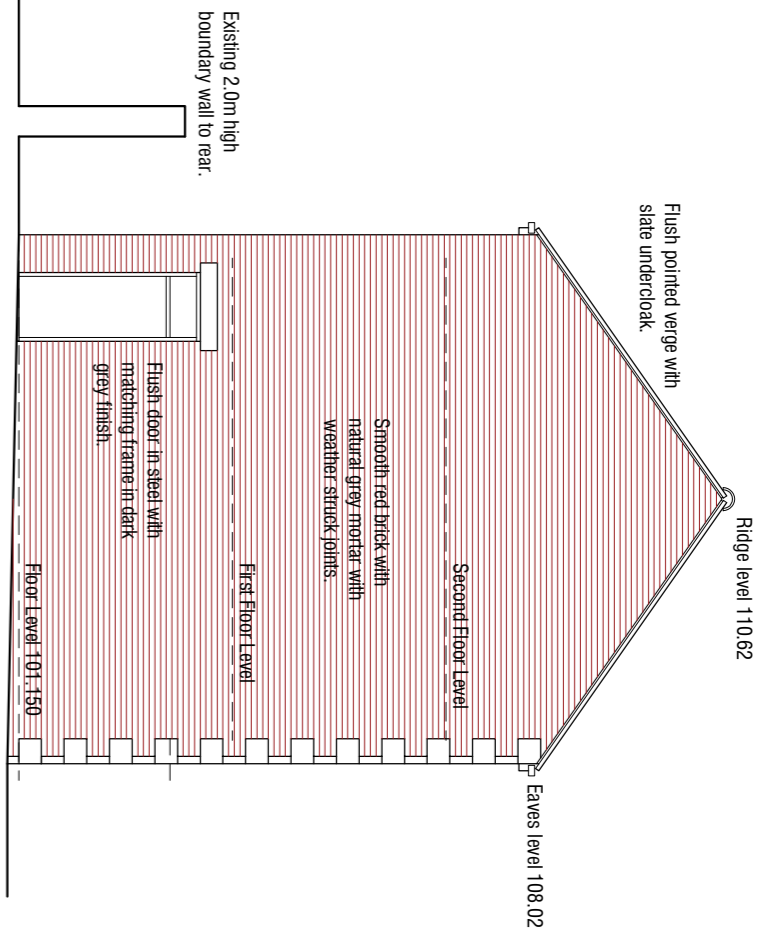 Ridge level 110.62
Flush pointed verge with
slate undercloak.
Eaves level 108.02
Second Floor Level
Smooth red brick with
natural grey mortar with
weather struck joints.
First Floor Level
Existing 2.0m high
boundary wall to rear.
Flush door in steel with
matching frame in dark
grey finish.
Floor Level 101.150